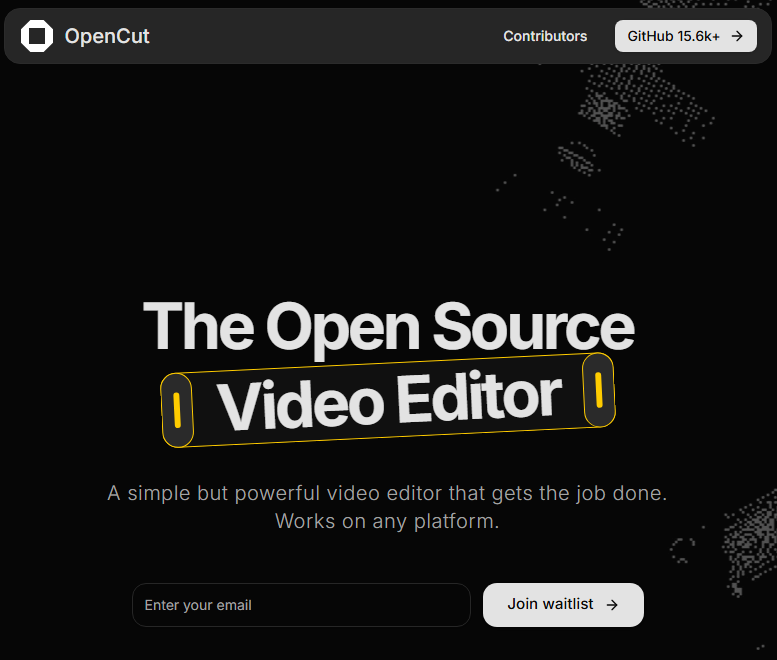 OpenCut
Contributors
GitHub 15.6k+
The Open Source
Video Editor
A simple but powerful video editor that gets the job done.
Works on any platform.
Enter your email
Join waitlist